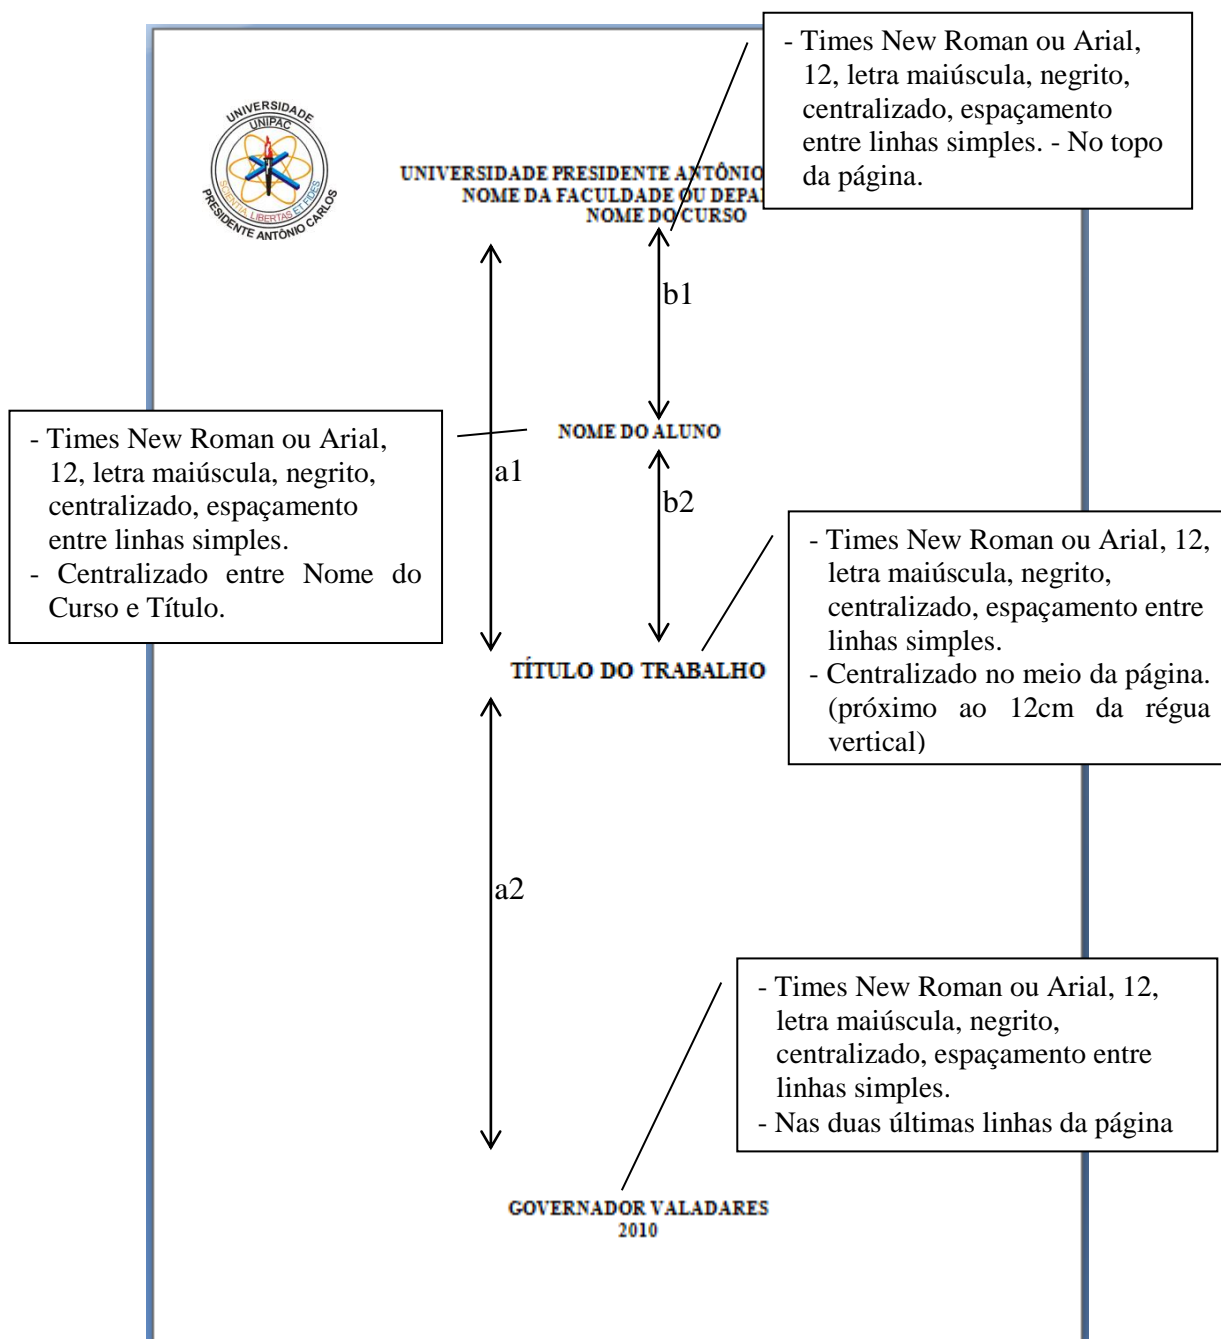 - Times New Roman ou Arial,
12, letra maiúscula, negrito,
centralizado, espaçamento
entre linhas simples. - No topo
da página.
UNIVERSIDADE
UNIPAC
SCIENTIA LIBERTAS ET FIDES
PRESIDENTE ANTÔNIO CARLOS
UNIVERSIDADE PRESIDENTE ANTÔNIO
NOME DA FACULDADE OU DEPA
NOME DO CURSO
b1
NOME DO ALUNO
- Times New Roman ou Arial,
12, letra maiúscula, negrito,
centralizado, espaçamento
entre linhas simples.
- Centralizado entre Nome do
Curso e Título.
a1
b2
- Times New Roman ou Arial, 12,
letra maiúscula, negrito,
centralizado, espaçamento entre
linhas simples.
- Centralizado no meio da página.
(próximo ao 12cm da régua
vertical)
TÍTULO DO TRABALHO
a2
- Times New Roman ou Arial, 12,
letra maiúscula, negrito,
centralizado, espaçamento entre
linhas simples.
- Nas duas últimas linhas da página
GOVERNADOR VALADARES
2010